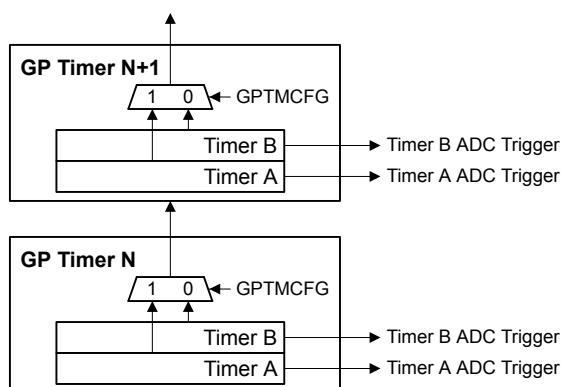 GP Timer N+1
1 0 GPTMCFG
Timer B Timer B ADC Trigger
Timer A Timer A ADC Trigger
GP Timer N
1 0 GPTMCFG
Timer B Timer B ADC Trigger
Timer A Timer A ADC Trigger